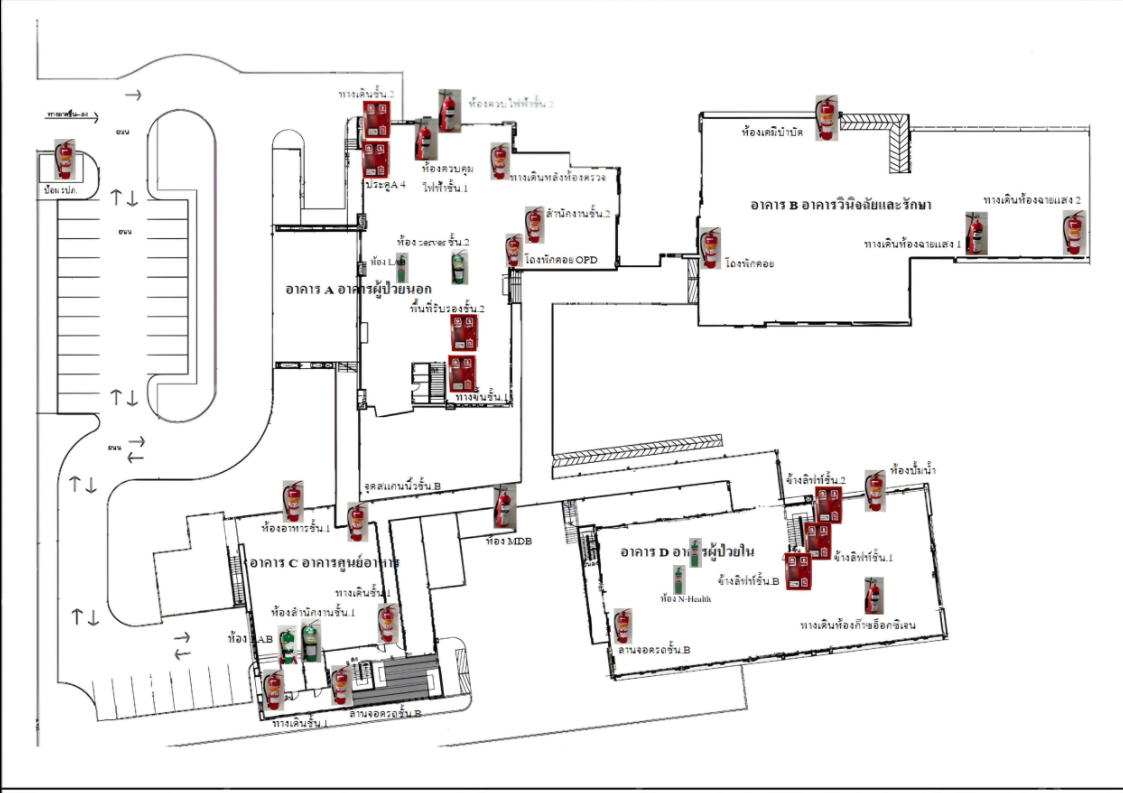 ทางเดินชั้น.2
ห้องควบไฟฟ้าชั้น.2
ทางลาดขึ้น-ลง
ถนน
ป้อม รปภ.
ประตูA 4
ห้องควบคุม
ไฟฟ้าชั้น.1
ทางเดินหลังห้องตรวจ
ห้องเคมีบำบัด
ถนน
สำนักงานชั้น.2
อาคาร B อาคารวินิจฉัยและรักษา
ทางเดินห้องฉายแสง 2
ทางเดินห้องฉายแสง 1
ห้อง server ชั้น.2
ห้อง LAB
โถงพักคอย OPD
โถงพักคอย
อาคาร A อาคารผู้ป่วยนอก
พื้นที่รับรองชั้น.2
ทางขึ้นชั้น.1
ถนน
จุดสแกนนิ้วชั้น.B
ข้างลิฟท์ชั้น.2
ห้องปั้มน้ำ
ห้องอาหารชั้น.1
ห้อง MDB
อาคาร C อาคารศูนย์อาหาร
อาคาร D อาคารผู้ป่วยใน
ข้างลิฟท์ชั้น.1
ข้างลิฟท์ชั้น.B
ทางเดินชั้น.1
ห้อง N-Health
ห้องสำนักงานชั้น.1
ทางเดินห้องก๊าซอ็อกซิเจน
ห้อง LAB
ลานจอดรถชั้น.B
ทางเดินชั้น.1
ลานจอดรถชั้น.B